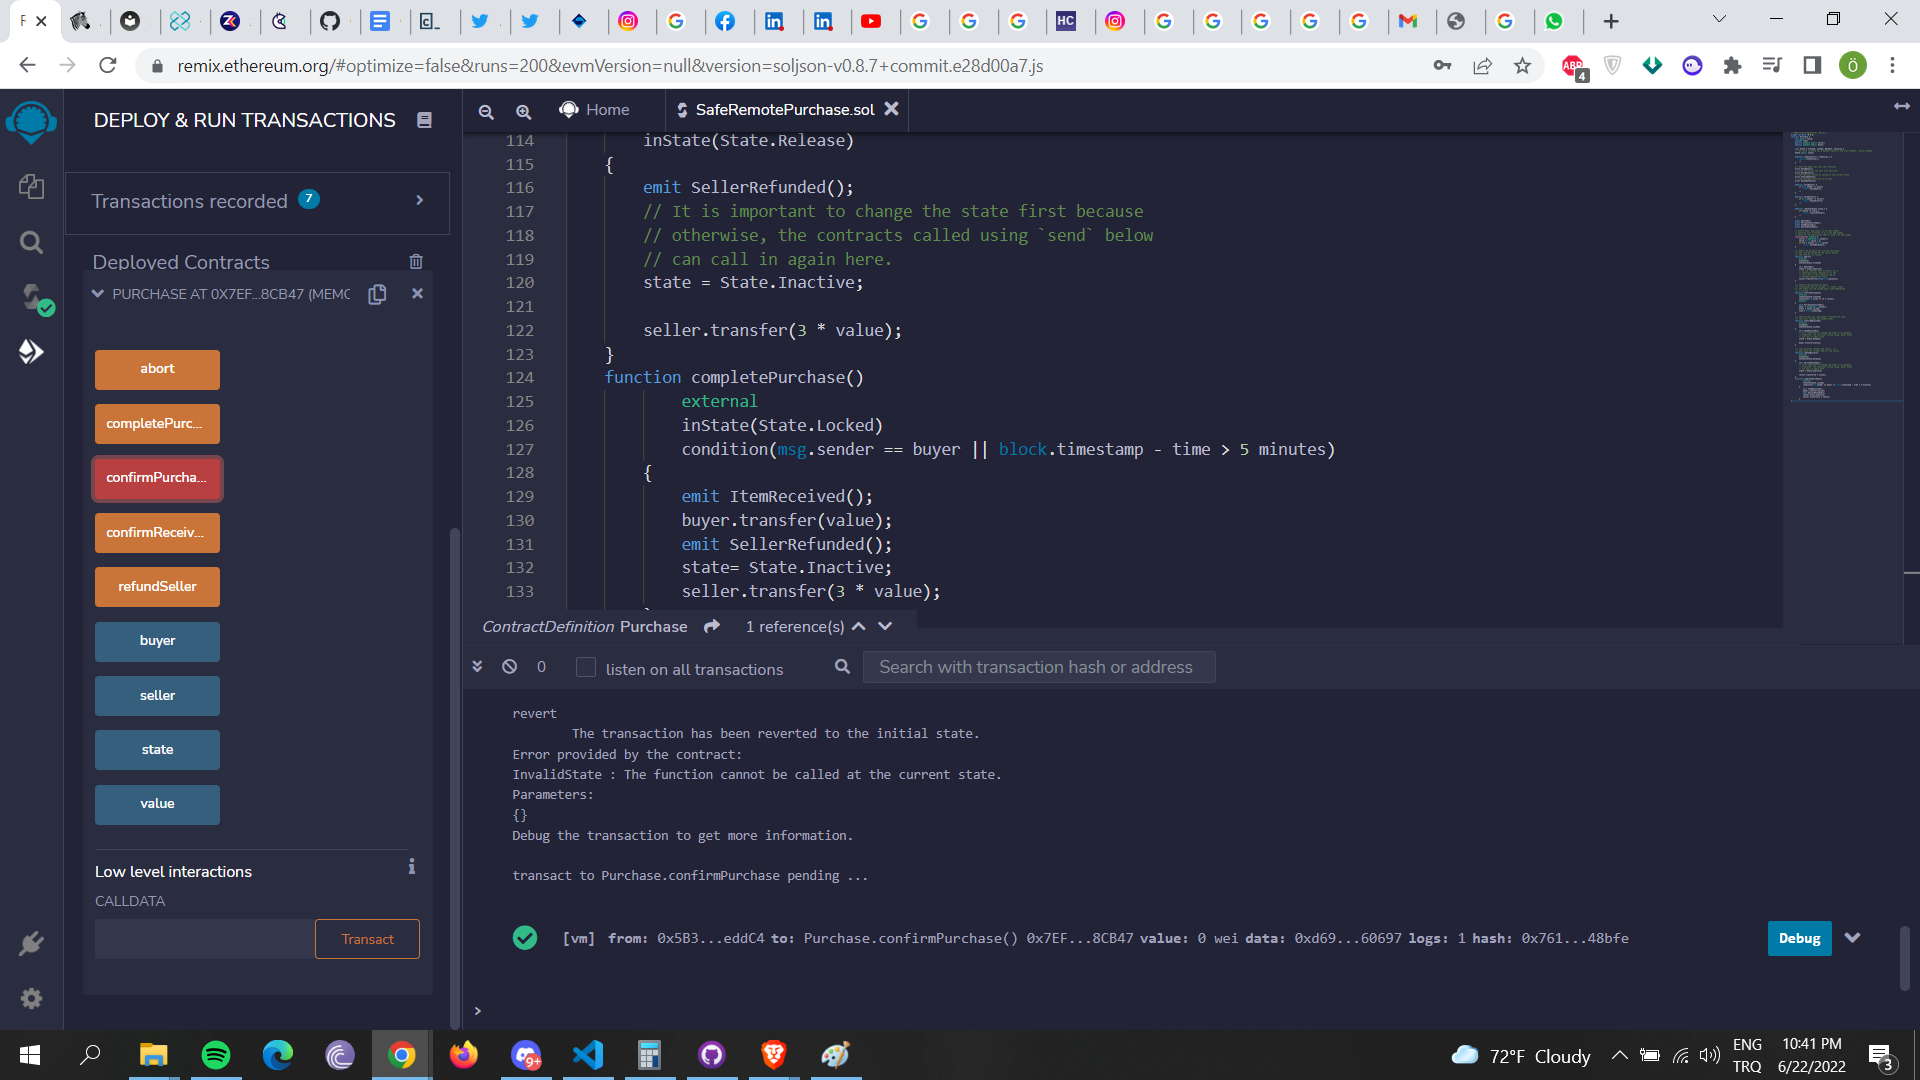 F
remix.ethereum.org/#optimize=false&runs=200&evmVersion=null&version=soljson-v0.8.7+commit.e28d00a7.js
ABP
4
Ö
DEPLOY & RUN TRANSACTIONS
Home
SafeRemotePurchase.sol
Transactions recorded 7
Deployed Contracts
PURCHASE AT 0X7EF...8CB47 (MEMO
abort
completePurc...
confirmPurcha...
confirmReceiv...
refundSeller
buyer
seller
state
value
Low level interactions
CALLDATA
Transact
114 inState(State.Release)
115 {
116 emit SellerRefunded();
117 // It is important to change the state first because
118 // otherwise, the contracts called using `send` below
119 // can call in again here.
120 state = State.Inactive;
121
122 seller.transfer(3 * value);
123 }
124 function completePurchase()
125 external
126 inState(State.Locked)
127 condition(msg.sender == buyer || block.timestamp - time > 5 minutes)
128 {
129 emit ItemReceived();
130 buyer.transfer(value);
131 emit SellerRefunded();
132 state= State.Inactive;
133 seller.transfer(3 * value);
ContractDefinition Purchase 1 reference(s)
0 listen on all transactions Search with transaction hash or address
revert
The transaction has been reverted to the initial state.
Error provided by the contract:
InvalidState : The function cannot be called at the current state.
Parameters:
{}
Debug the transaction to get more information.
transact to Purchase.confirmPurchase pending ...
[vm] from: 0x5B3...eddC4 to: Purchase.confirmPurchase() 0x7EF...8CB47 value: 0 wei data: 0xd69...60697 logs: 1 hash: 0x761...48bfe
Debug
>
9+
72°F Cloudy
ENG
TRQ
10:41 PM
6/22/2022
3